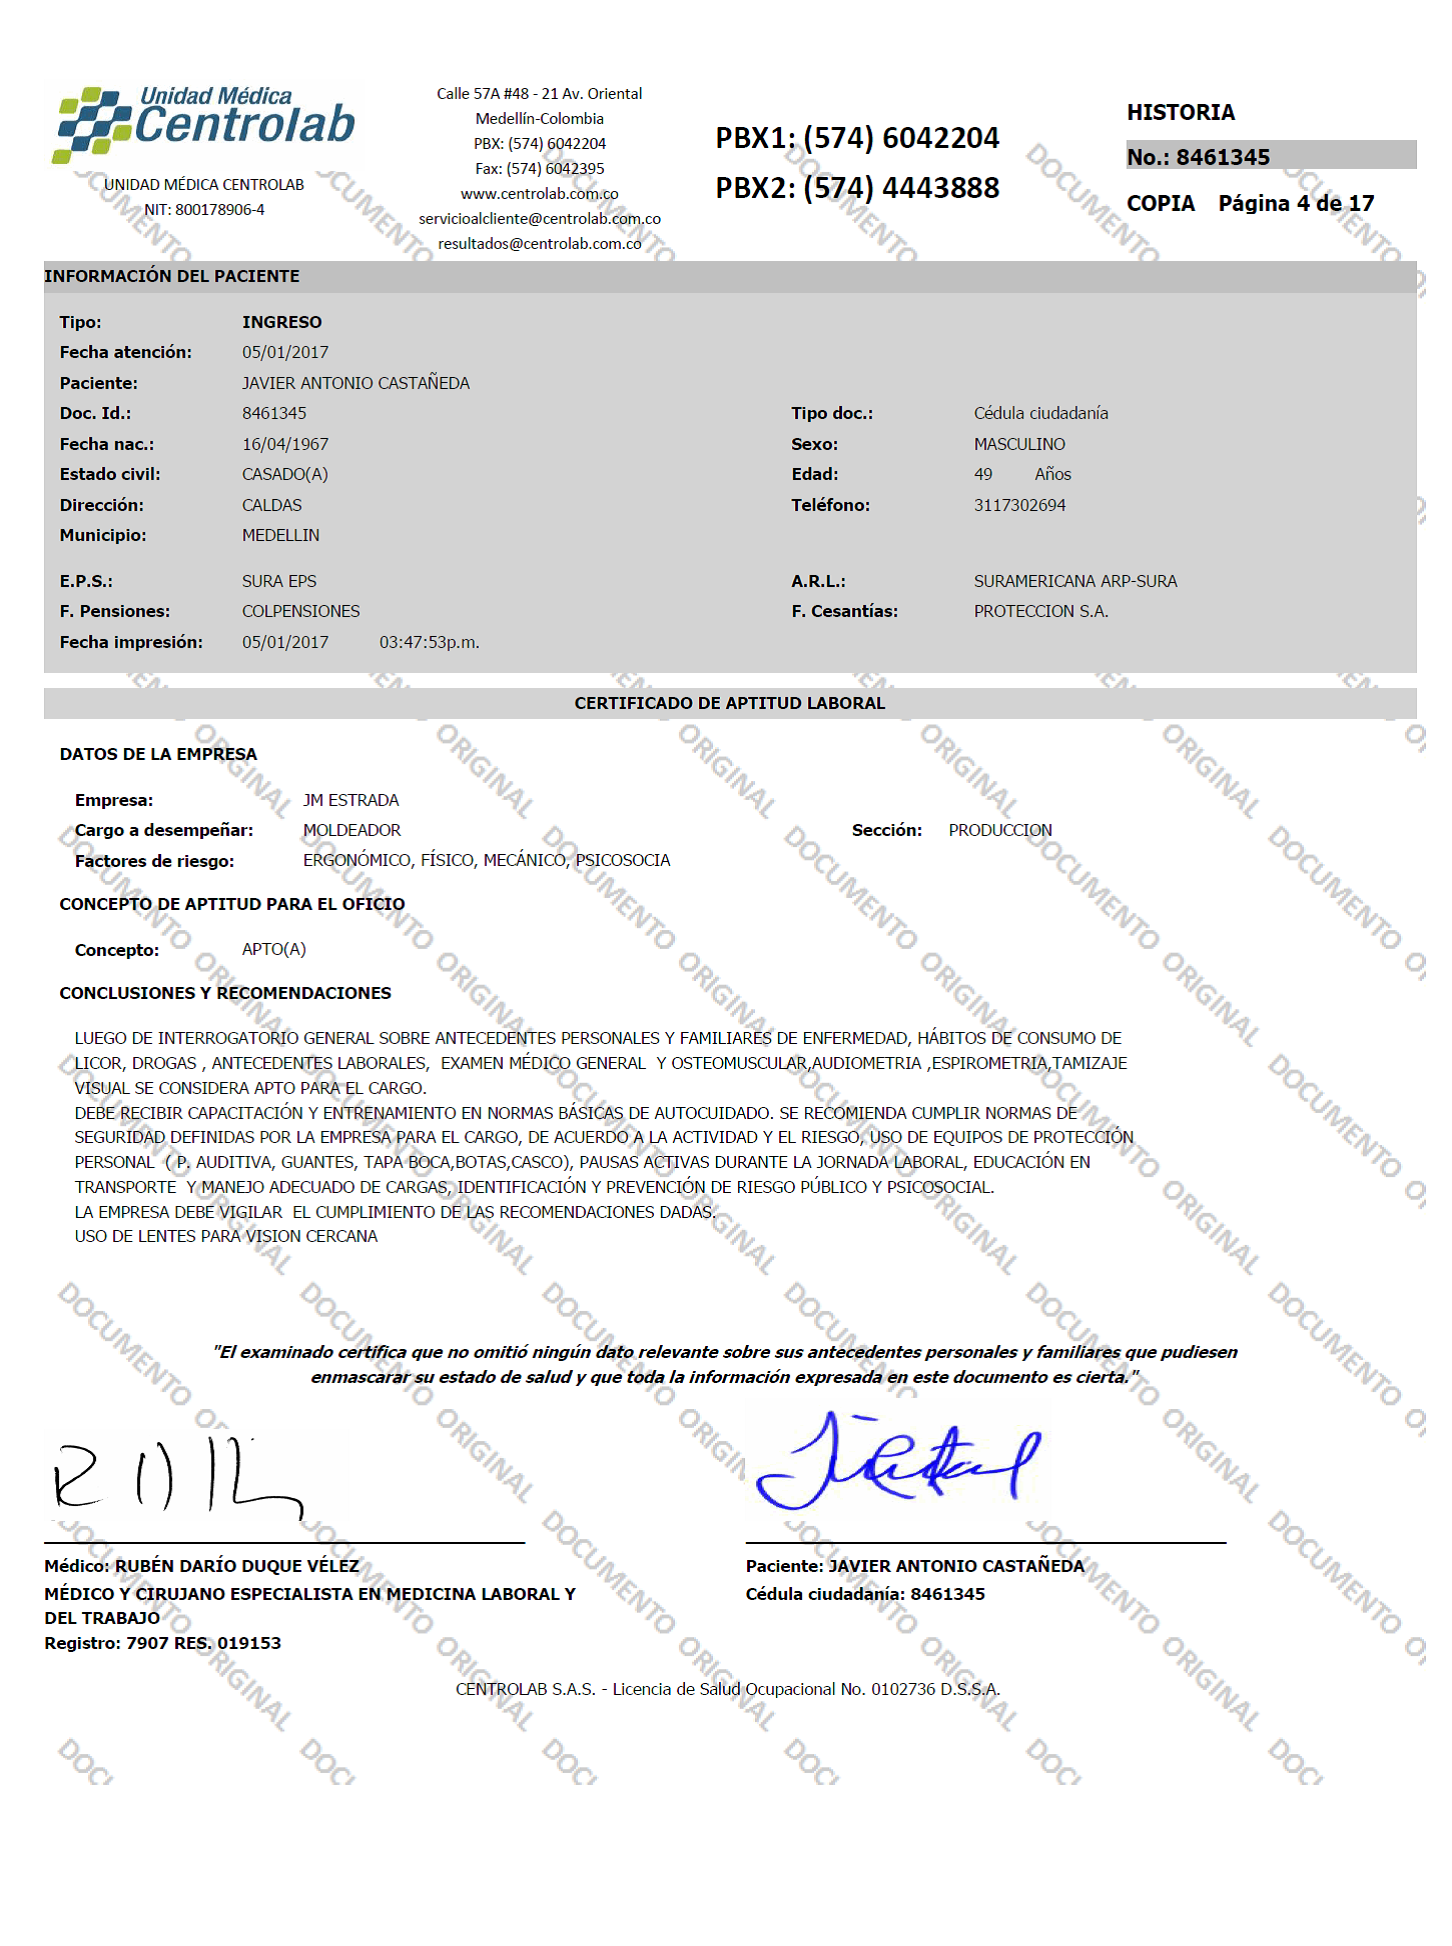 Unidad Médica
Centrolab
UNIDAD MÉDICA CENTROLAB
NIT: 800178906-4
Calle 57A #48 - 21 Av. Oriental
Medellín-Colombia
PBX: (574) 6042204
Fax: (574) 6042395
www.centrolab.com.co
servicioalcliente@centrolab.com.co
resultados@centrolab.com.co
PBX1: (574) 6042204
PBX2: (574) 4443888
HISTORIA
No.: 8461345
COPIA Página 4 de 17
INFORMACIÓN DEL PACIENTE
Tipo: INGRESO
Fecha atención: 05/01/2017
Paciente: JAVIER ANTONIO CASTAÑEDA
Doc. Id.: 8461345 Tipo doc.: Cédula ciudadanía
Fecha nac.: 16/04/1967 Sexo: MASCULINO
Estado civil: CASADO(A) Edad: 49 Años
Dirección: CALDAS Teléfono: 3117302694
Municipio: MEDELLIN
E.P.S.: SURA EPS A.R.L.: SURAMERICANA ARP-SURA
F. Pensiones: COLPENSIONES F. Cesantías: PROTECCION S.A.
Fecha impresión: 05/01/2017 03:47:53p.m.
CERTIFICADO DE APTITUD LABORAL
DATOS DE LA EMPRESA
Empresa: JM ESTRADA
Cargo a desempeñar: MOLDEADOR Sección: PRODUCCION
Factores de riesgo: ERGONÓMICO, FÍSICO, MECÁNICO, PSICOSOCIA
CONCEPTO DE APTITUD PARA EL OFICIO
Concepto: APTO(A)
CONCLUSIONES Y RECOMENDACIONES
LUEGO DE INTERROGATORIO GENERAL SOBRE ANTECEDENTES PERSONALES Y FAMILIARES DE ENFERMEDAD, HÁBITOS DE CONSUMO DE
LICOR, DROGAS , ANTECEDENTES LABORALES, EXAMEN MÉDICO GENERAL Y OSTEOMUSCULAR,AUDIOMETRIA ,ESPIROMETRIA,TAMIZAJE
VISUAL SE CONSIDERA APTO PARA EL CARGO.
DEBE RECIBIR CAPACITACIÓN Y ENTRENAMIENTO EN NORMAS BÁSICAS DE AUTOCUIDADO. SE RECOMIENDA CUMPLIR NORMAS DE
SEGURIDAD DEFINIDAS POR LA EMPRESA PARA EL CARGO, DE ACUERDO A LA ACTIVIDAD Y EL RIESGO, USO DE EQUIPOS DE PROTECCIÓN
PERSONAL ( P. AUDITIVA, GUANTES, TAPA BOCA,BOTAS,CASCO), PAUSAS ACTIVAS DURANTE LA JORNADA LABORAL, EDUCACIÓN EN
TRANSPORTE Y MANEJO ADECUADO DE CARGAS, IDENTIFICACIÓN Y PREVENCIÓN DE RIESGO PÚBLICO Y PSICOSOCIAL.
LA EMPRESA DEBE VIGILAR EL CUMPLIMIENTO DE LAS RECOMENDACIONES DADAS.
USO DE LENTES PARA VISION CERCANA
"El examinado certifica que no omitió ningún dato relevante sobre sus antecedentes personales y familiares que pudiesen
enmascarar su estado de salud y que toda la información expresada en este documento es cierta."
Médico: RUBÉN DARÍO DUQUE VÉLEZ
MÉDICO Y CIRUJANO ESPECIALISTA EN MEDICINA LABORAL Y
DEL TRABAJO
Registro: 7907 RES. 019153
Paciente: JAVIER ANTONIO CASTAÑEDA
Cédula ciudadanía: 8461345
CENTROLAB S.A.S. - Licencia de Salud Ocupacional No. 0102736 D.S.S.A.
DOCUMENTO ORIGINAL